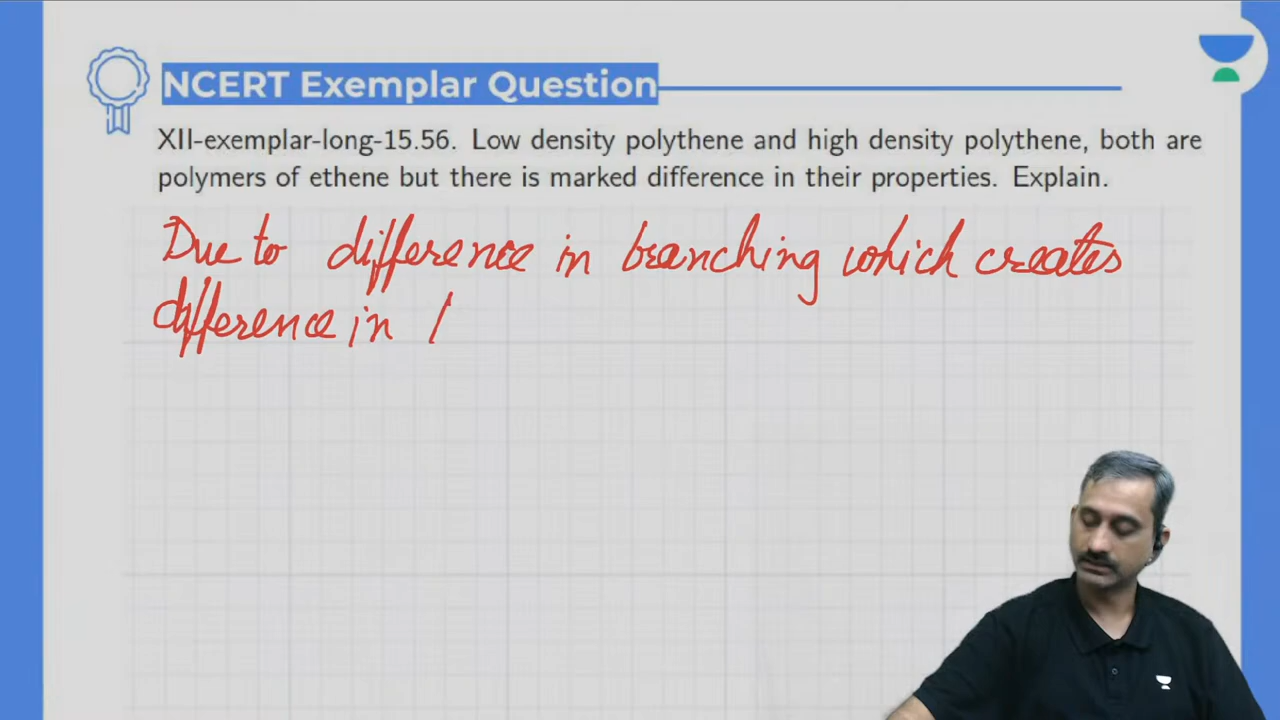 NCERT Exemplar Question
XII-exemplar-long-15.56. Low density polythene and high density polythene, both are
polymers of ethene but there is marked difference in their properties. Explain.
Due to difference in branching which creates
difference in